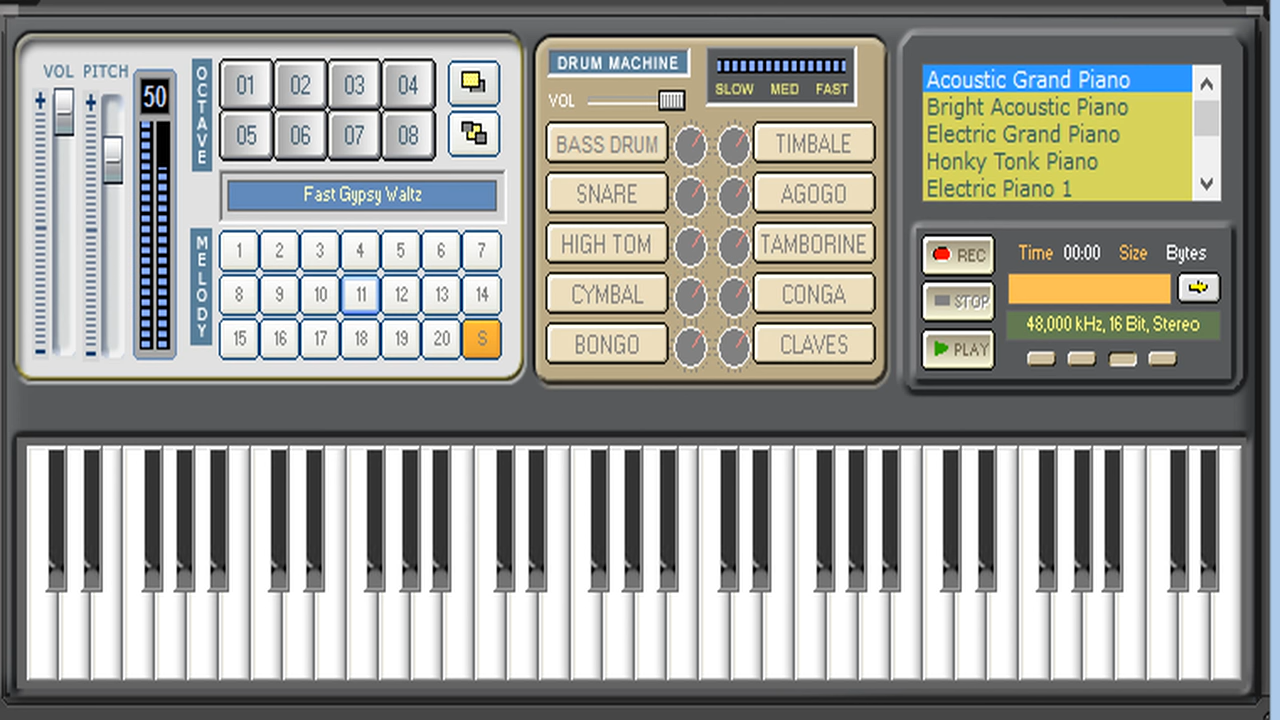 VOL PITCH
50
OCTAVE
01 02 03 04
05 06 07 08
Fast Gypsy Waltz
MELODY
1 2 3 4 5 6 7
8 9 10 11 12 13 14
15 16 17 18 19 20 S
DRUM MACHINE
VOL
SLOW MED FAST
BASS DRUM TIMBALE
SNARE AGOGO
HIGH TOM TAMBORINE
CYMBAL CONGA
BONGO CLAVES
Acoustic Grand Piano
Bright Acoustic Piano
Electric Grand Piano
Honky Tonk Piano
Electric Piano 1
REC
STOP
PLAY
Time 00:00 Size Bytes
48,000 kHz, 16 Bit, Stereo